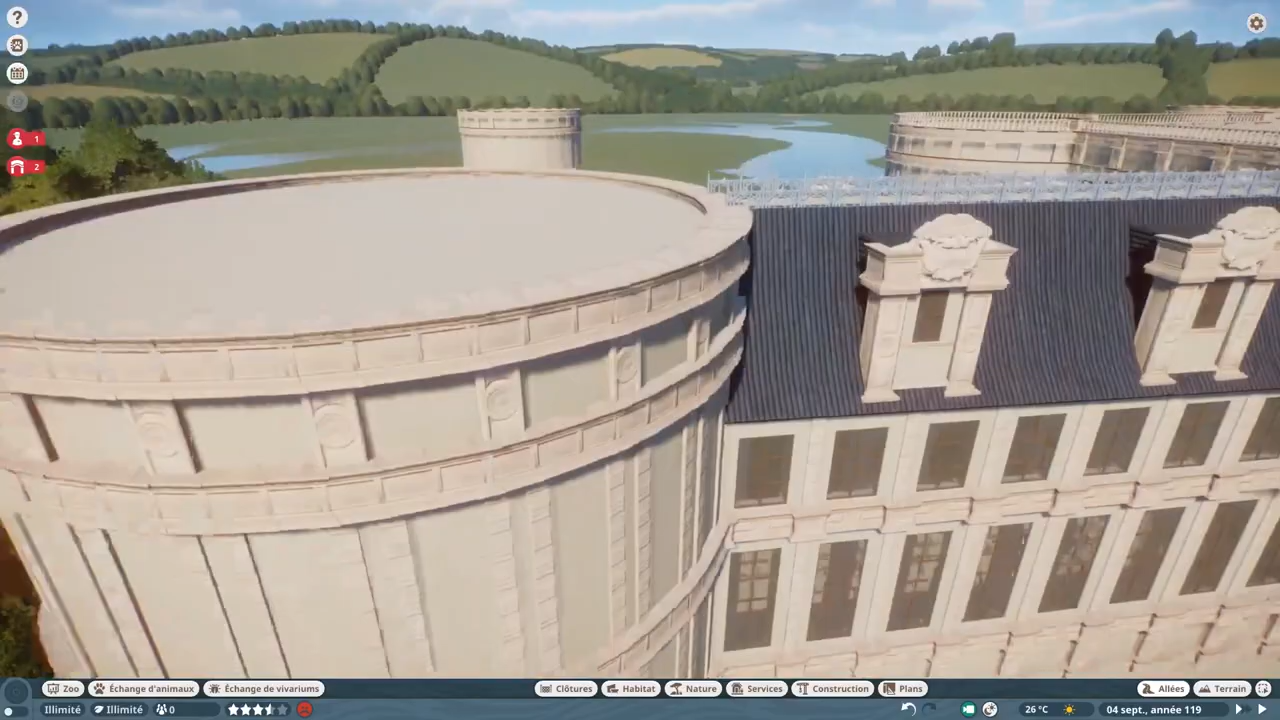 ?
1
2
Zoo
Échange d'animaux
Échange de vivariums
Clôtures
Habitat
Nature
Services
Construction
Plans
Allées
Terrain
Illimité
Illimité
0
26 °C
04 sept., année 119